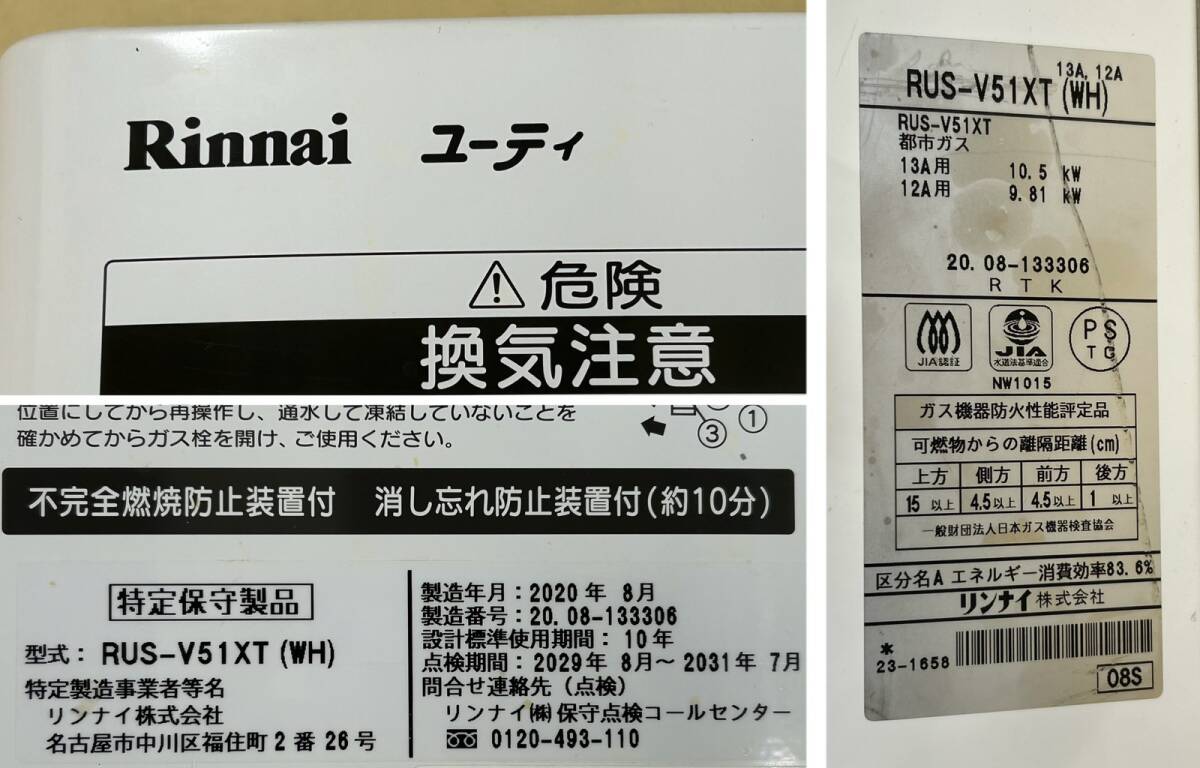 Rinnai ユーティ
危険
換気注意
位置にしてから再操作し、通水して凍結していないことを
確かめてからガス栓を開け、ご使用ください。
① ③
不完全燃焼防止装置付 消し忘れ防止装置付(約10分)
特定保守製品
型式：RUS-V51XT (WH)
特定製造事業者等名
リンナイ株式会社
名古屋市中川区福住町2番26号
製造年月：2020年 8月
製造番号：20.08-133306
設計標準使用期間：10年
点検期間：2029年 8月～2031年 7月
問合せ連絡先（点検）
リンナイ㈱保守点検コールセンター
0120-493-110
13A, 12A
RUS-V51XT (WH)
RUS-V51XT
都市ガス
13A用 10.5 kW
12A用 9.81 kW
20.08-133306
R T K
JIA認証
JIA
水道法基準適合
PS
TG
NW1015
ガス機器防火性能評定品
可燃物からの離隔距離(cm)
上方 側方 前方 後方
15 以上 4.5以上 4.5以上 1 以上
一般財団法人日本ガス機器検査協会
区分名A エネルギー消費効率83.6%
リンナイ株式会社
*
23-1658
08S